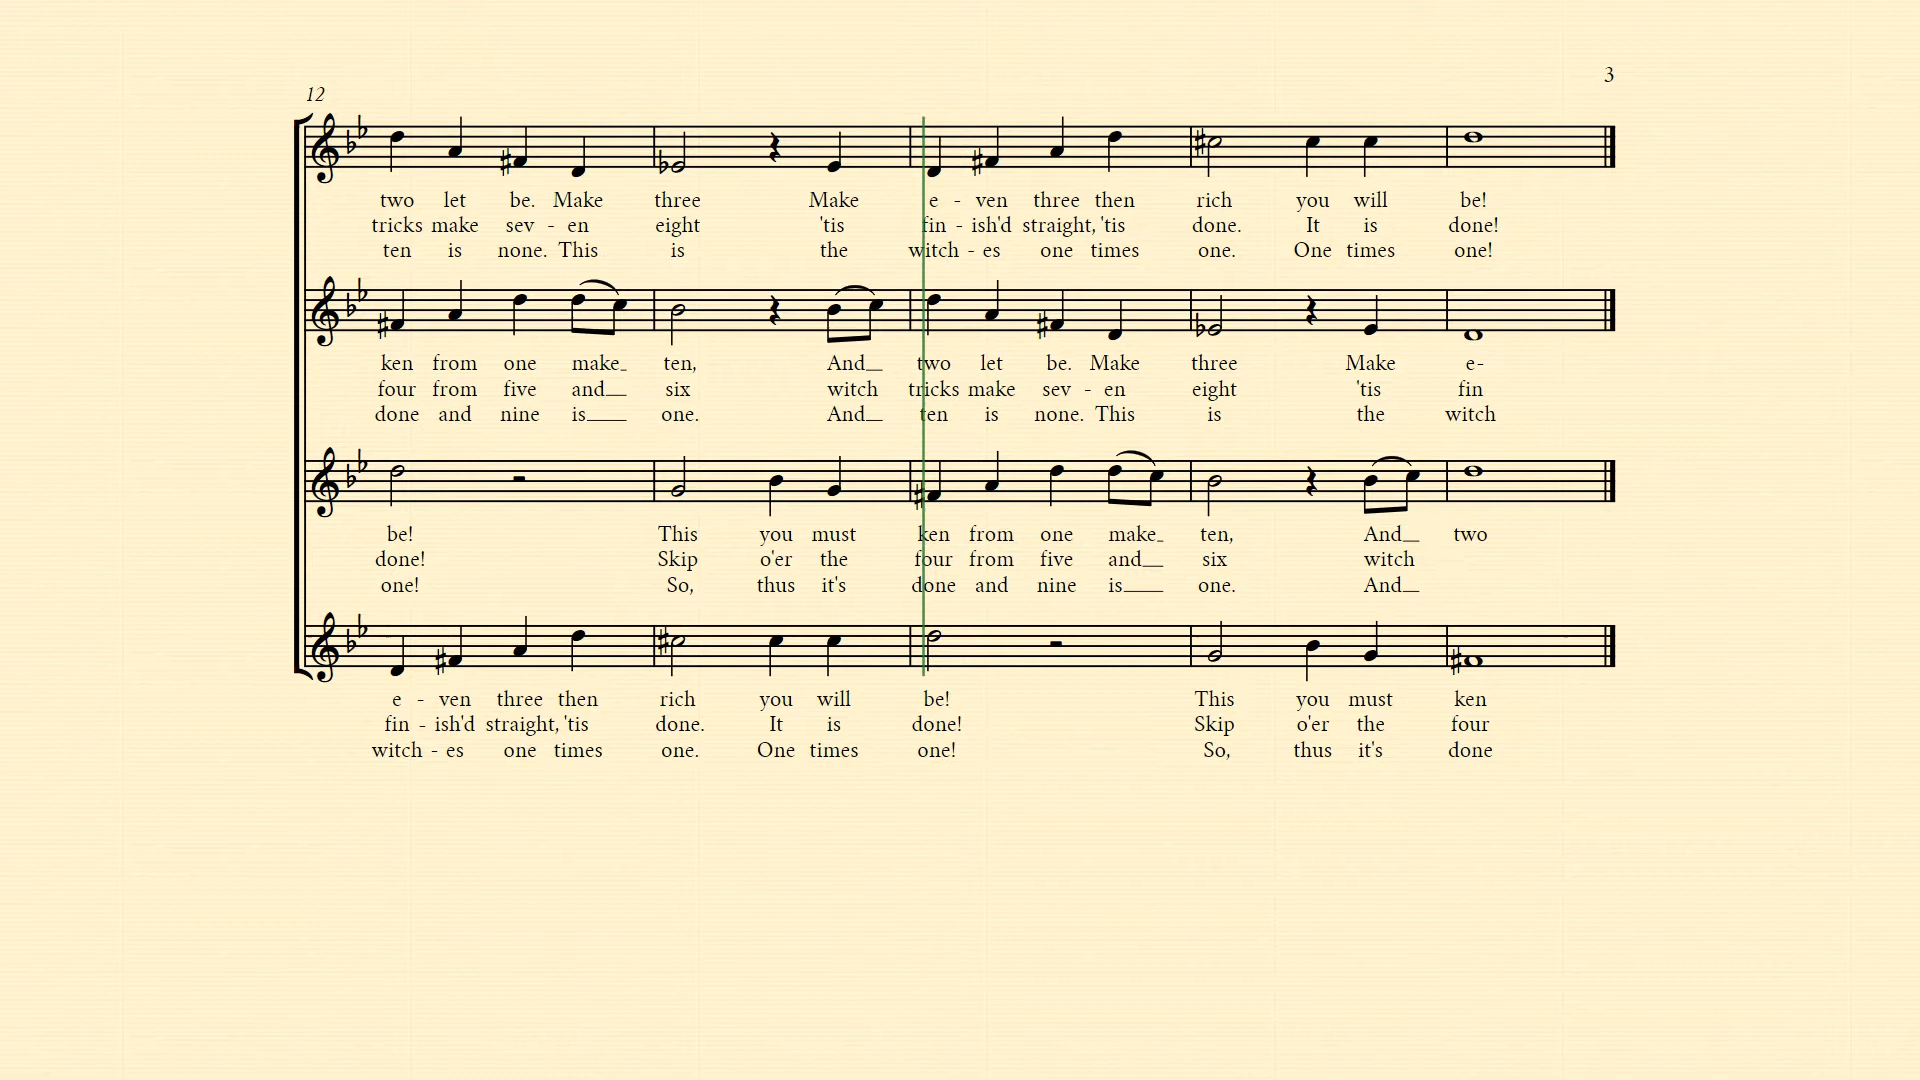 3
12
two let be. Make three Make e - ven three then rich you will be!
tricks make sev - en eight 'tis fin - ish'd straight, 'tis done. It is done!
ten is none. This is the witch - es one times one. One times one!
ken from one make_ ten, And_ two let be. Make three Make e-
four from five and_ six witch tricks make sev - en eight 'tis fin
done and nine is_ one. And_ ten is none. This is the witch
be! This you must ken from one make_ ten, And_ two
done! Skip o'er the four from five and_ six witch
one! So, thus it's done and nine is_ one. And_
e - ven three then rich you will be! This you must ken
fin - ish'd straight, 'tis done. It is done! Skip o'er the four
witch - es one times one. One times one! So, thus it's done